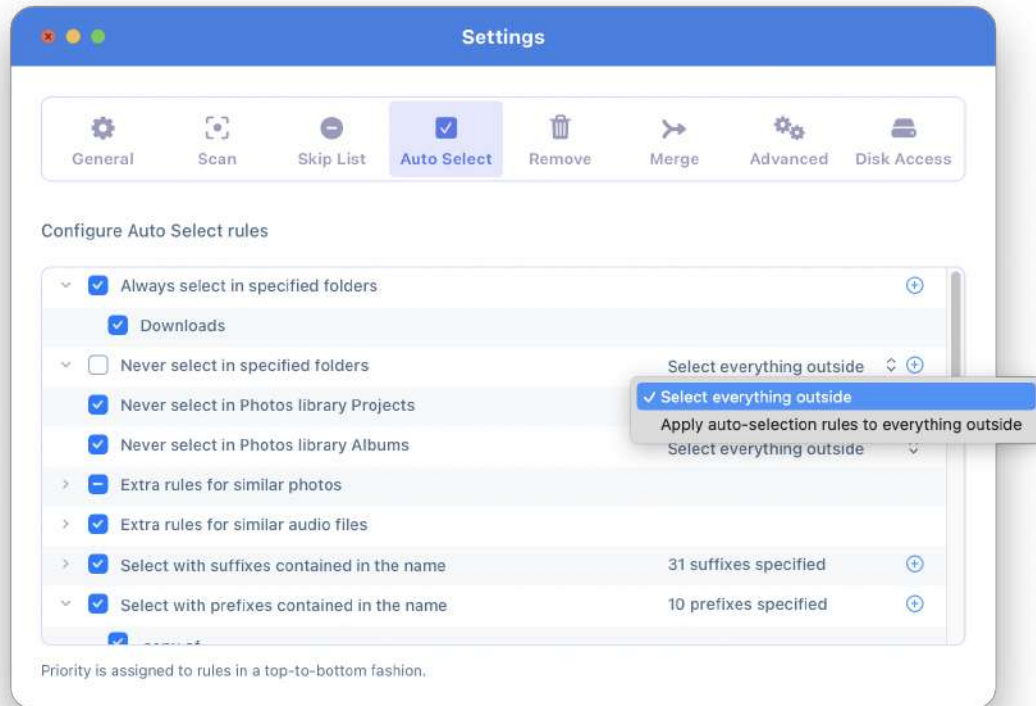 Settings
General Scan Skip List Auto Select Remove Merge Advanced Disk Access
Configure Auto Select rules
Always select in specified folders
Downloads
Never select in specified folders Select everything outside
Never select in Photos library Projects Select everything outside
Apply auto-selection rules to everything outside
Never select in Photos library Albums Select everything outside
Extra rules for similar photos
Extra rules for similar audio files
Select with suffixes contained in the name 31 suffixes specified
Select with prefixes contained in the name 10 prefixes specified
Priority is assigned to rules in a top-to-bottom fashion.